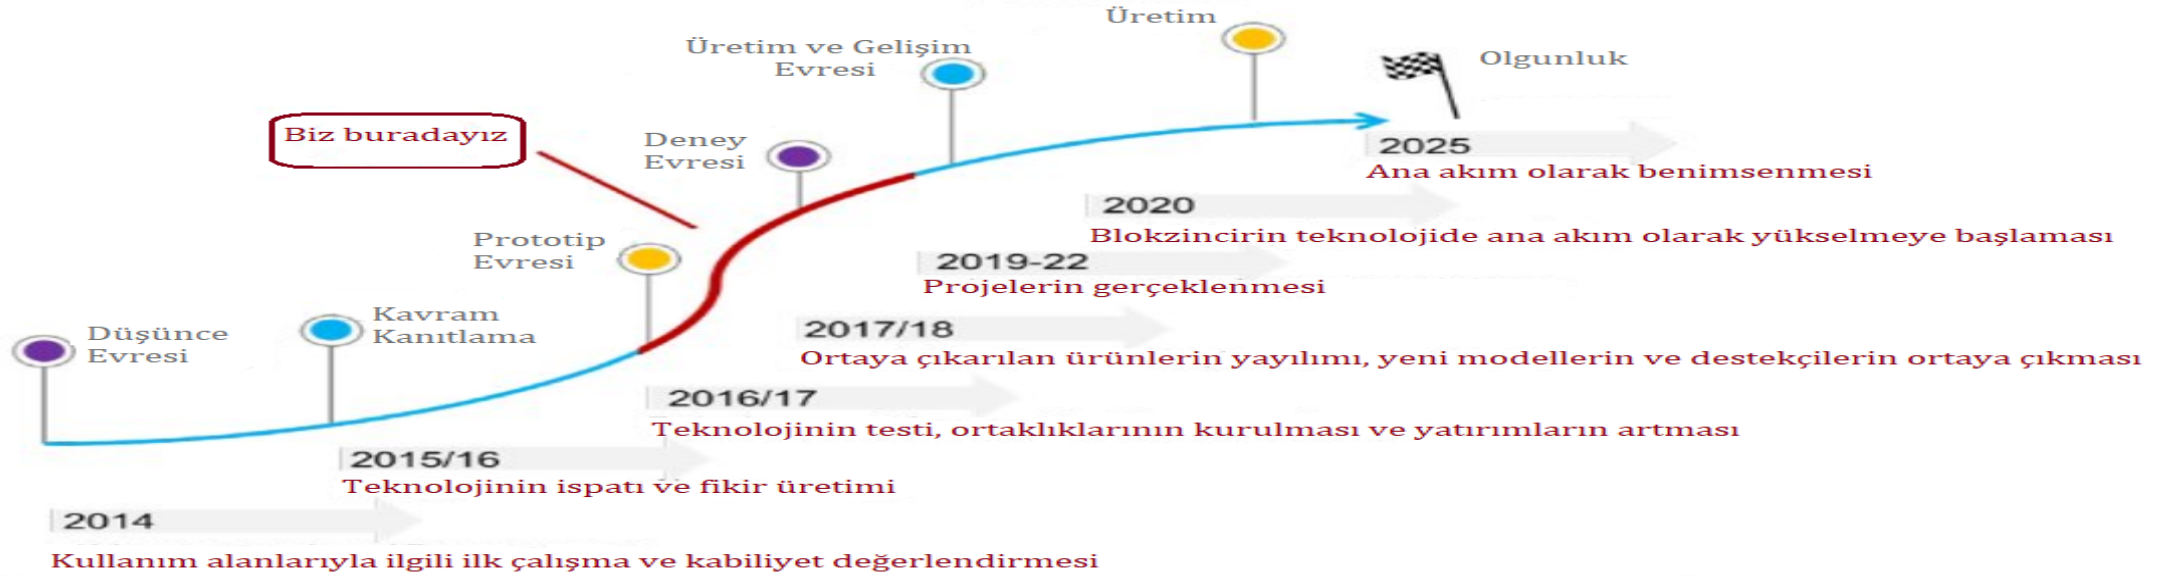 Üretim
Üretim ve Gelişim
Evresi
Olgunluk
Biz buradayız
Deney
Evresi
Prototip
Evresi
Kavram
Kanıtlama
Düşünce
Evresi
2025
Ana akım olarak benimsenmesi
2020
Blokzincirin teknolojide ana akım olarak yükselmeye başlaması
2019-22
Projelerin gerçeklenmesi
2017/18
Ortaya çıkarılan ürünlerin yayılımı, yeni modellerin ve destekçilerin ortaya çıkması
2016/17
Teknolojinin testi, ortaklıklarının kurulması ve yatırımların artması
2015/16
Teknolojinin ispatı ve fikir üretimi
2014
Kullanım alanlarıyla ilgili ilk çalışma ve kabiliyet değerlendirmesi